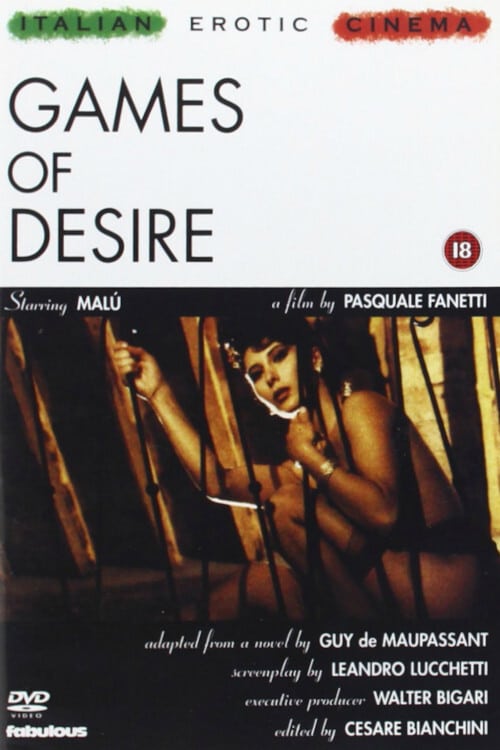 ITALIAN EROTIC CINEMA
GAMES
OF
DESIRE
18
Starring MALÚ
a film by PASQUALE FANETTI
adapted from a novel by GUY de MAUPASSANT
screenplay by LEANDRO LUCCHETTI
executive producer WALTER BIGARI
edited by CESARE BIANCHINI
DVD
VIDEO
fabulous